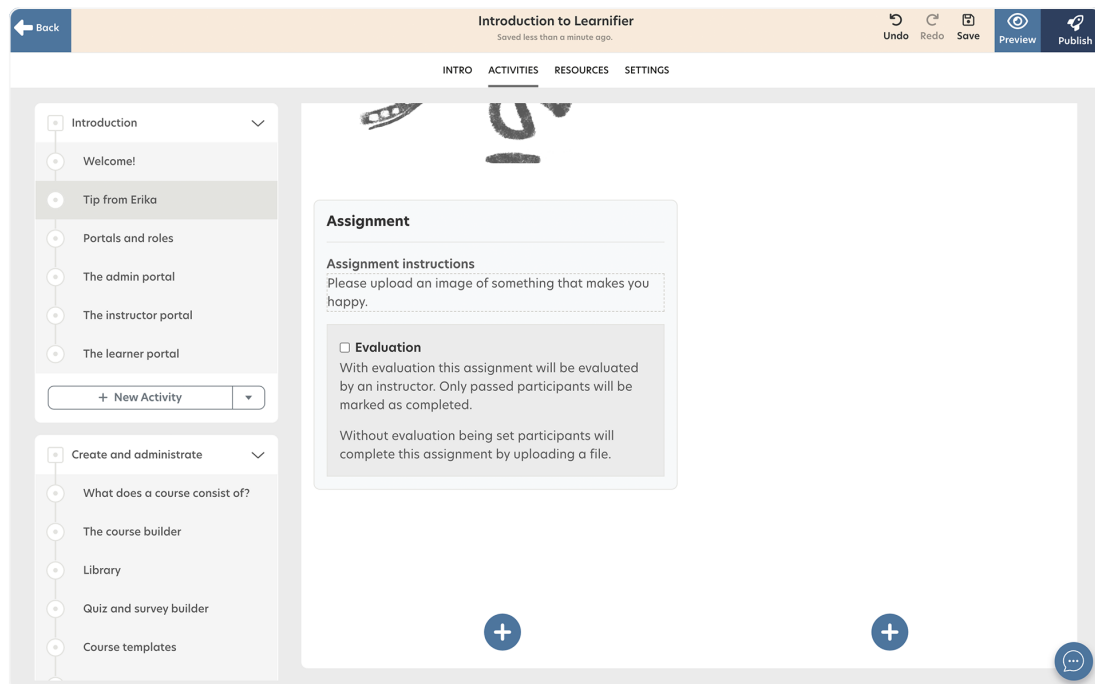 Back
Introduction to Learnifier
Saved less than a minute ago.
Undo
Redo
Save
Preview
Publish
INTRO
ACTIVITIES
RESOURCES
SETTINGS
Introduction
Welcome!
Tip from Erika
Portals and roles
The admin portal
The instructor portal
The learner portal
+ New Activity
Create and administrate
What does a course consist of?
The course builder
Library
Quiz and survey builder
Course templates
Assignment
Assignment instructions
Please upload an image of something that makes you
happy.
Evaluation
With evaluation this assignment will be evaluated
by an instructor. Only passed participants will be
marked as completed.
Without evaluation being set participants will
complete this assignment by uploading a file.